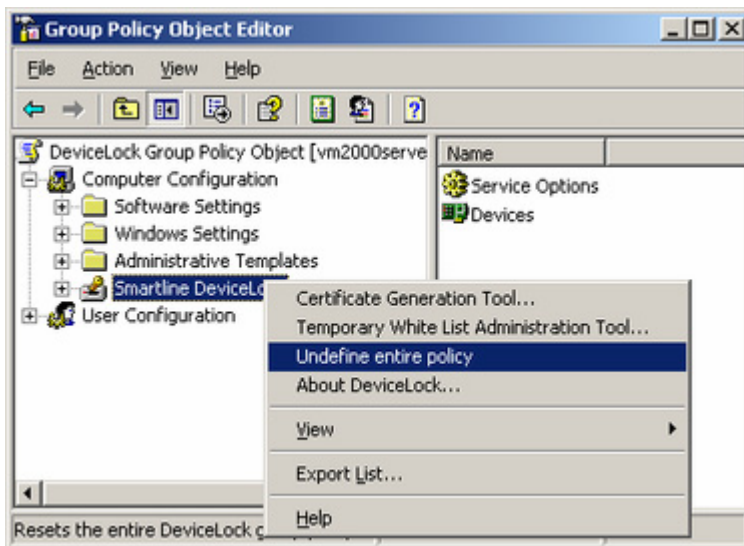 Group Policy Object Editor
File Action View Help
DeviceLock Group Policy Object [vm2000serve
Name
Computer Configuration
Service Options
Software Settings
Devices
Windows Settings
Administrative Templates
Smartline DeviceLo
User Configuration
Certificate Generation Tool...
Temporary White List Administration Tool...
Undefine entire policy
About DeviceLock...
View
Export List...
Help
Resets the entire DeviceLock